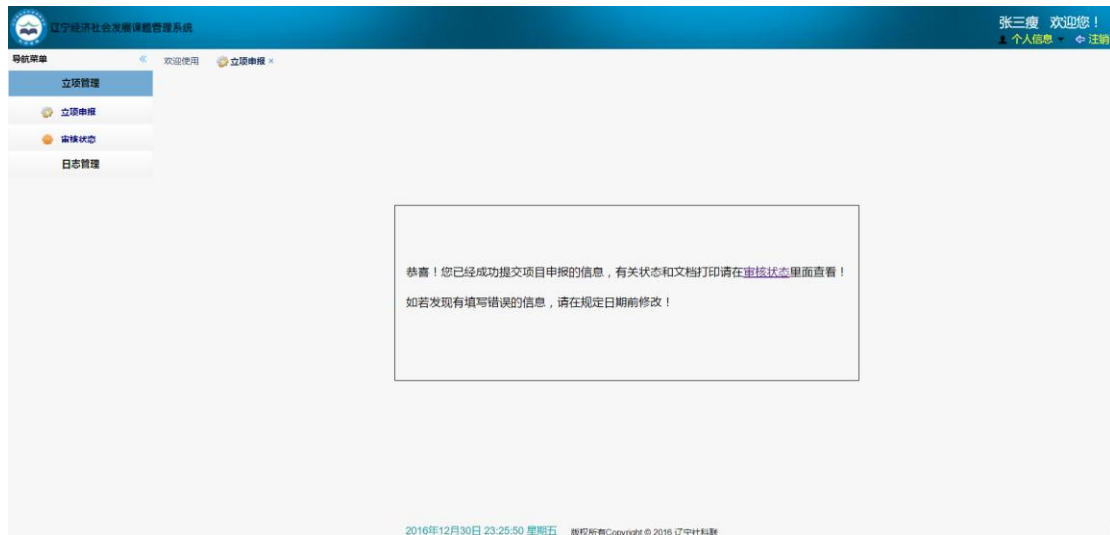 辽宁经济社会发展课题管理系统
张三瘦 欢迎您！
个人信息 注销
导航菜单
欢迎使用 立项申报 ×
立项管理
立项申报
审核状态
日志管理
恭喜！您已经成功提交项目申报的信息，有关状态和文档打印请在审核状态里面查看！
如若发现有填写错误的信息，请在规定日期前修改！
2016年12月30日 23:25:50 星期五 版权所有Copyright © 2016 辽宁社科联